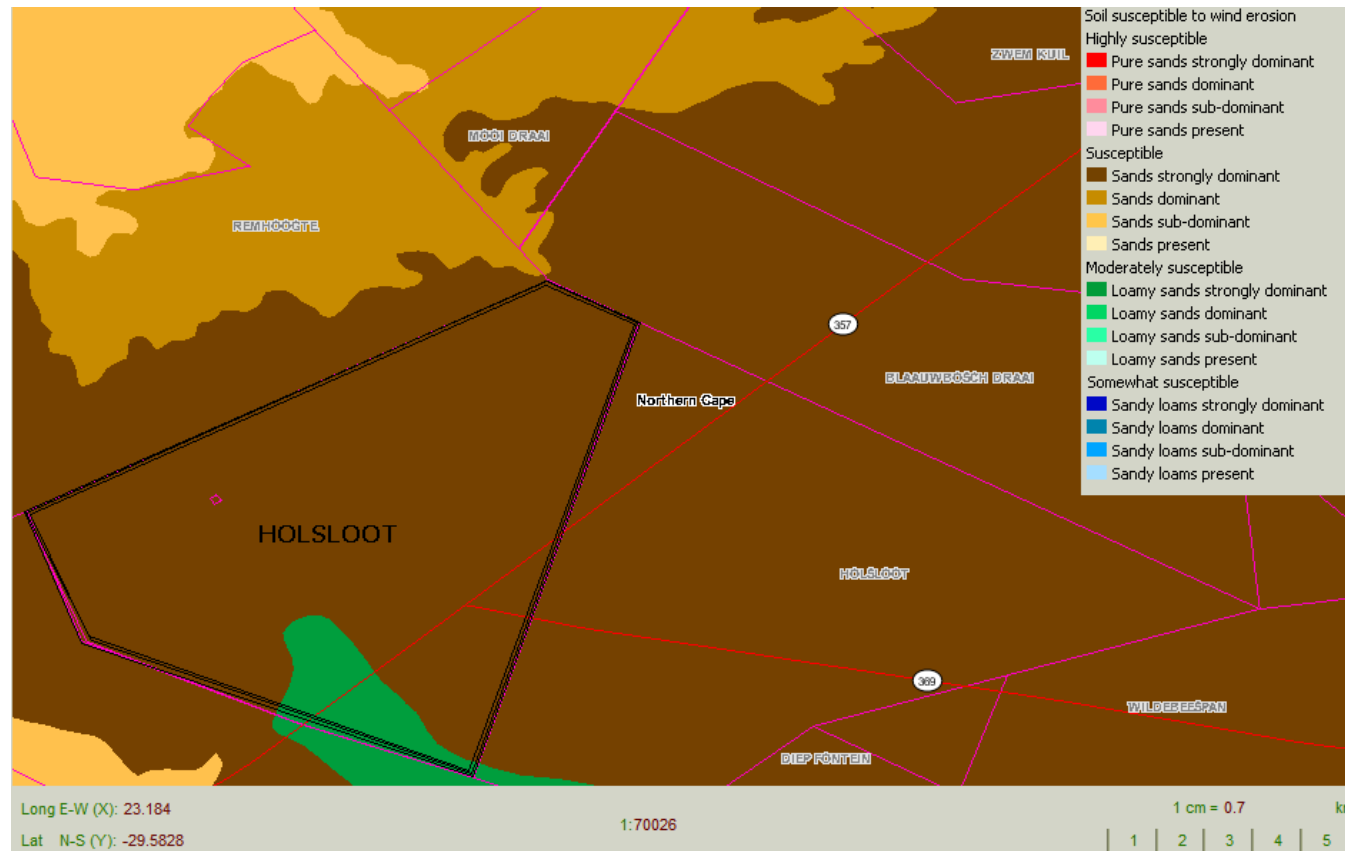 Soil susceptible to wind erosion
Highly susceptible
Pure sands strongly dominant
Pure sands dominant
Pure sands sub-dominant
Pure sands present
Susceptible
Sands strongly dominant
Sands dominant
Sands sub-dominant
Sands present
Moderately susceptible
Loamy sands strongly dominant
Loamy sands dominant
Loamy sands sub-dominant
Loamy sands present
Somewhat susceptible
Sandy loams strongly dominant
Sandy loams dominant
Sandy loams sub-dominant
Sandy loams present
ZWEM KUIL
MOOI DRAAI
REMHOOGTE
357
BLAAUWBOSCH DRAAI
Northern Cape
HOLSLOOT
HOLSLOOT
369
WILDEBEESPAN
DIEP FONTEIN
Long E-W (X): 23.184
Lat N-S (Y): -29.5828
1:70026
1 cm = 0.7
1 2 3 4 5